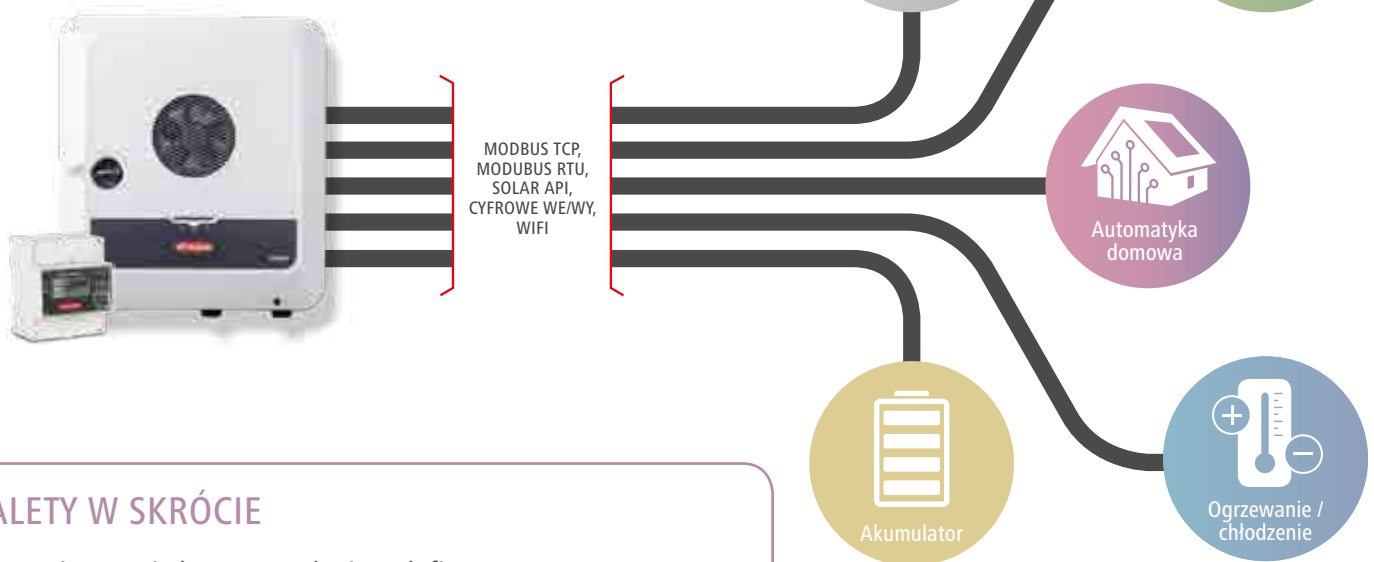 MODBUS TCP,
MODUBUS RTU,
SOLAR API,
CYFROWE WE/WY,
WIFI
Automatyka
domowa
Akumulator
Ogrzewanie /
chłodzenie
ALETY W SKRÓCIE